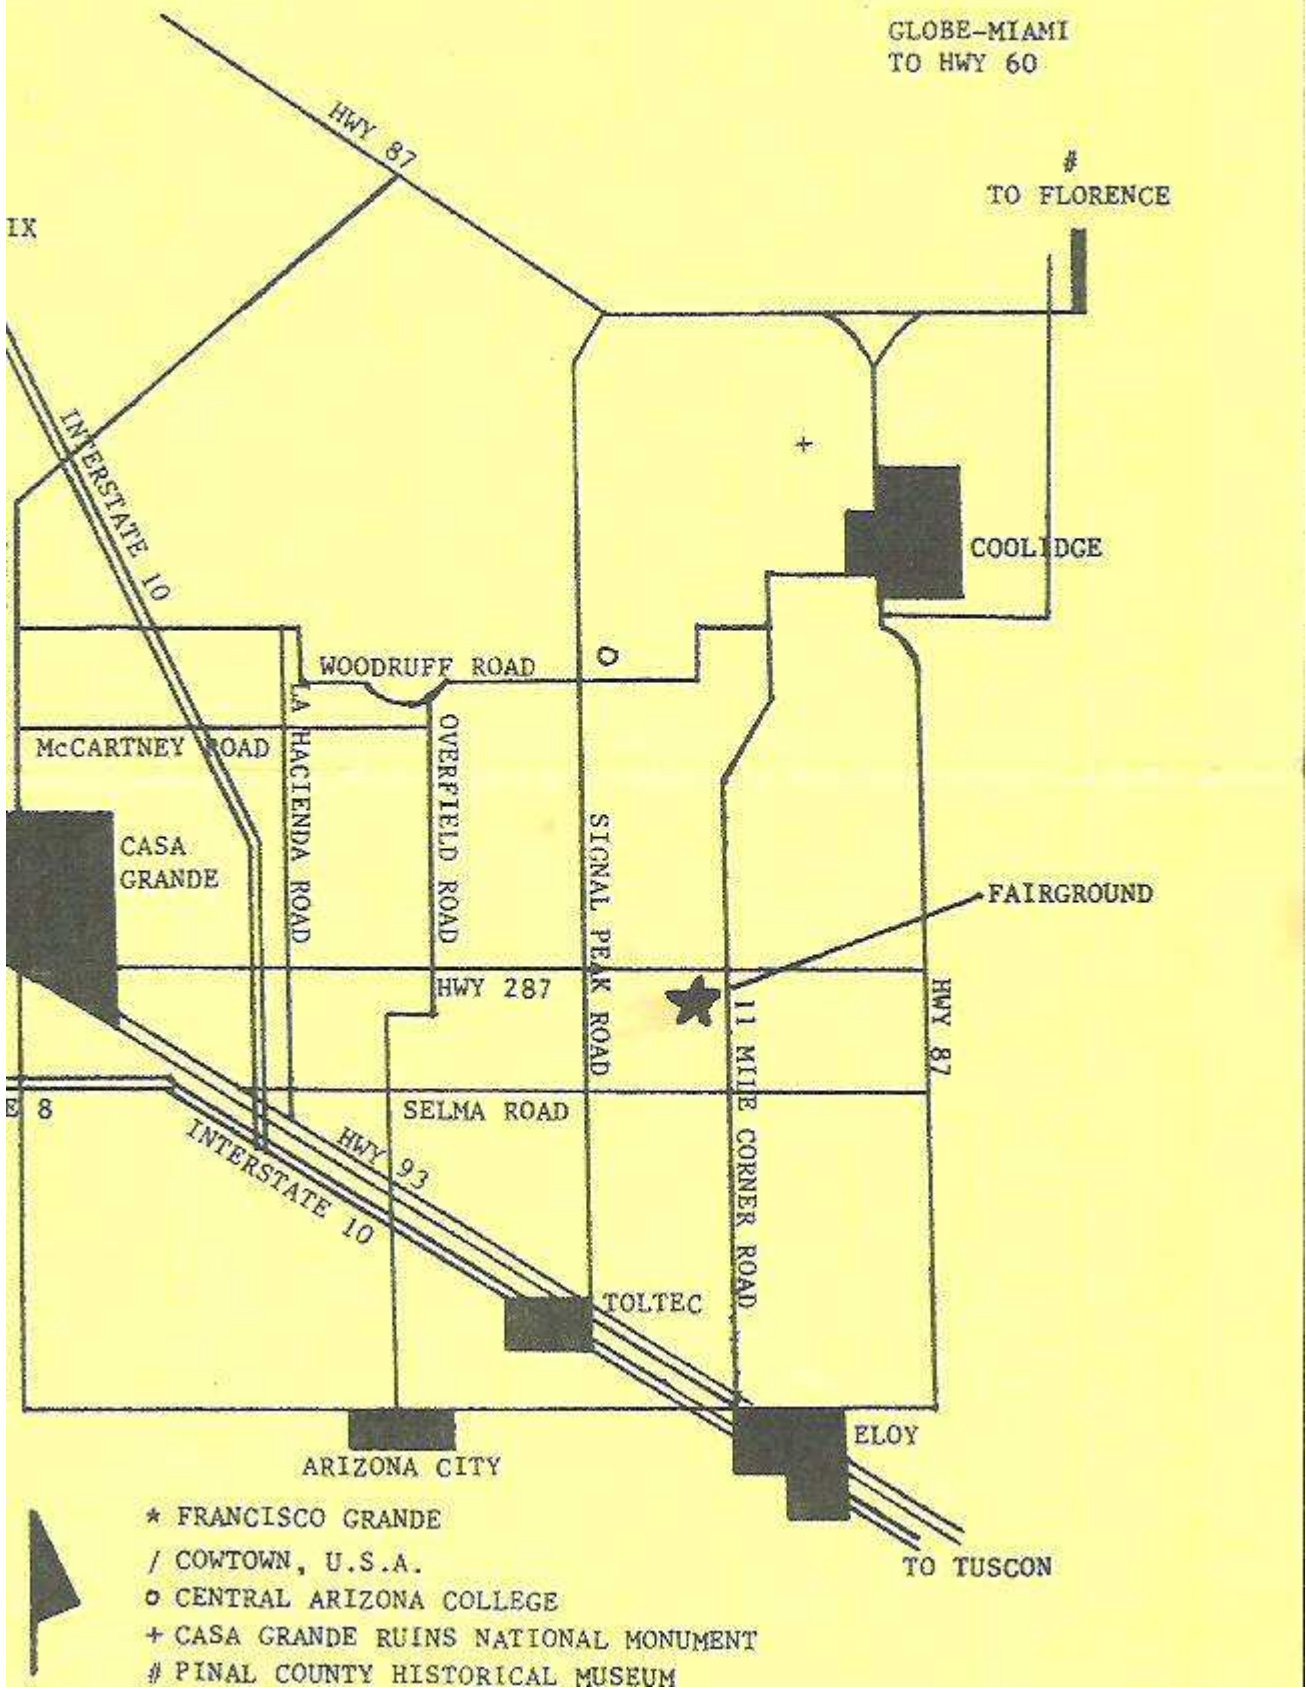 GLOBE-MIAMI
TO HWY 60
HWY 87
#
TO FLORENCE
IX
INTERSTATE 10
+
COOLIDGE
WOODRUFF ROAD
LA HACIENDA ROAD
OVERFIELD ROAD
McCARTNEY ROAD
SIGNAL PEAK ROAD
CASA
GRANDE
FAIRGROUND
HWY 287
11 MILE CORNER ROAD
HWY 87
E 8
SELMA ROAD
HWY 93
INTERSTATE 10
TOLTEC
ELOY
ARIZONA CITY
* FRANCISCO GRANDE
/ COWTOWN, U.S.A.
TO TUSCON
o CENTRAL ARIZONA COLLEGE
+ CASA GRANDE RUINS NATIONAL MONUMENT
# PINAL COUNTY HISTORICAL MUSEUM